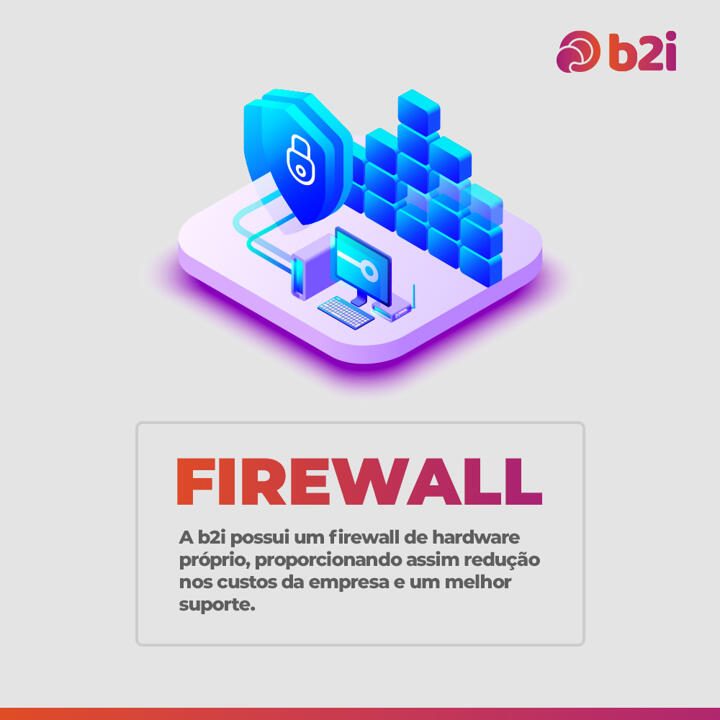 b2i
FIREWALL
A b2i possui um firewall de hardware
próprio, proporcionando assim redução
nos custos da empresa e um melhor
suporte.